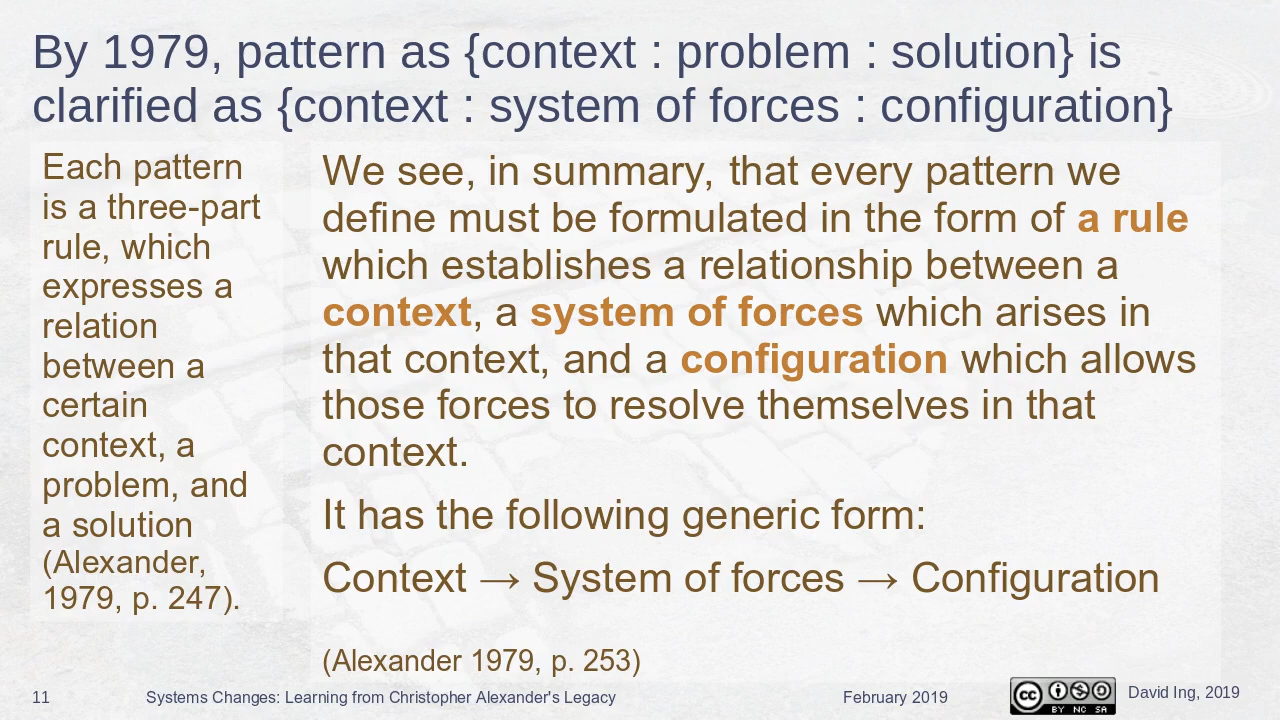 By 1979, pattern as {context : problem : solution} is
clarified as {context : system of forces : configuration}
Each pattern
is a three-part
rule, which
expresses a
relation
between a
certain
context, a
problem, and
a solution
(Alexander,
1979, p. 247).
We see, in summary, that every pattern we
define must be formulated in the form of a rule
which establishes a relationship between a
context, a system of forces which arises in
that context, and a configuration which allows
those forces to resolve themselves in that
context.
It has the following generic form:
Context → System of forces → Configuration
(Alexander 1979, p. 253)
11
Systems Changes: Learning from Christopher Alexander's Legacy
February 2019
cc
BY NC SA
David Ing, 2019